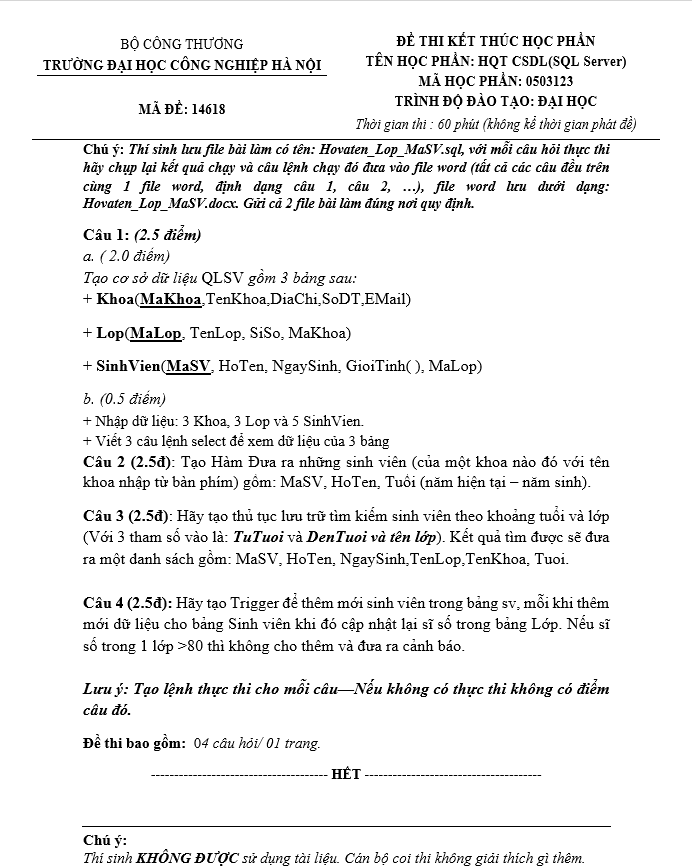 BỘ CÔNG THƯƠNG
TRƯỜNG ĐẠI HỌC CÔNG NGHIỆP HÀ NỘI
MÃ ĐỀ: 14618
ĐỀ THI KẾT THÚC HỌC PHẦN
TÊN HỌC PHẦN: HQT CSDL(SQL Server)
MÃ HỌC PHẦN: 0503123
TRÌNH ĐỘ ĐÀO TẠO: ĐẠI HỌC
Thời gian thi : 60 phút (không kể thời gian phát đề)
Chú ý: Thí sinh lưu file bài làm có tên: Hovaten_Lop_MaSV.sql, với mỗi câu hỏi thực thi
hãy chụp lại kết quả chạy và câu lệnh chạy đó đưa vào file word (tất cả các câu đều trên
cùng 1 file word, định dạng câu 1, câu 2, …), file word lưu dưới dạng:
Hovaten_Lop_MaSV.docx. Gửi cả 2 file bài làm đúng nơi quy định.
Câu 1: (2.5 điểm)
a. ( 2.0 điểm)
Tạo cơ sở dữ liệu QLSV gồm 3 bảng sau:
+ Khoa(MaKhoa,TenKhoa,DiaChi,SoDT,EMail)
+ Lop(MaLop, TenLop, SiSo, MaKhoa)
+ SinhVien(MaSV, HoTen, NgaySinh, GioiTinh( ), MaLop)
b. (0.5 điểm)
+ Nhập dữ liệu: 3 Khoa, 3 Lop và 5 SinhVien.
+ Viết 3 câu lệnh select để xem dữ liệu của 3 bảng
Câu 2 (2.5đ): Tạo Hàm Đưa ra những sinh viên (của một khoa nào đó với tên
khoa nhập từ bàn phím) gồm: MaSV, HoTen, Tuổi (năm hiện tại – năm sinh).
Câu 3 (2.5đ): Hãy tạo thủ tục lưu trữ tìm kiếm sinh viên theo khoảng tuổi và lớp
(Với 3 tham số vào là: TuTuoi và DenTuoi và tên lớp). Kết quả tìm được sẽ đưa
ra một danh sách gồm: MaSV, HoTen, NgaySinh,TenLop,TenKhoa, Tuoi.
Câu 4 (2.5đ): Hãy tạo Trigger để thêm mới sinh viên trong bảng sv, mỗi khi thêm
mới dữ liệu cho bảng Sinh viên khi đó cập nhật lại sĩ số trong bảng Lớp. Nếu sĩ
số trong 1 lớp >80 thì không cho thêm và đưa ra cảnh báo.
Lưu ý: Tạo lệnh thực thi cho mỗi câu—Nếu không có thực thi không có điểm
câu đó.
Đề thi bao gồm: 04 câu hỏi/ 01 trang.
-------------------------------------- HẾT --------------------------------------
Chú ý:
Thí sinh KHÔNG ĐƯỢC sử dụng tài liệu. Cán bộ coi thi không giải thích gì thêm.